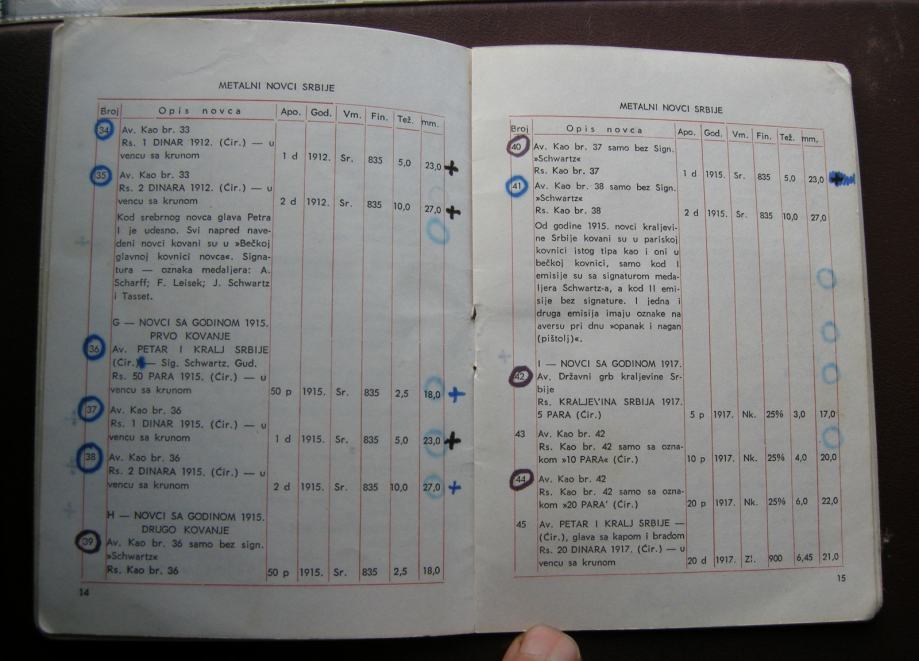 METALNI NOVCI SRBIJE
Broj Opis novca Apo. God. Vm. Fin. Tež. mm.
34 Av. Kao br. 33
Rs. 1 DINAR 1912. (Ćir.) — u
vencu sa krunom 1 d 1912. Sr. 835 5,0 23,0 +
35 Av. Kao br. 33
Rs. 2 DINARA 1912. (Ćir.) — u
vencu sa krunom 2 d 1912. Sr. 835 10,0 27,0 +
Kod srebrnog novca glava Petra
I je udesno. Svi napred nave-
deni novci kovani su u »Bečkoj
glavnoj kovnici novca«. Signa-
tura — oznaka medaljera: A.
Scharff; F. Leisek; J. Schwartz
i Tasset.
G — NOVCI SA GODINOM 1915.
PRVO KOVANJE
36 Av. PETAR I KRALJ SRBIJE
(Ćir.) — Sig. Schwartz. Gud.
Rs. 50 PARA 1915. (Ćir.) — u
vencu sa krunom 50 p 1915. Sr. 835 2,5 18,0 +
37 Av. Kao br. 36
Rs. 1 DINAR 1915. (Ćir.) — u
vencu sa krunom 1 d 1915. Sr. 835 5,0 23,0 +
38 Av. Kao br. 36
Rs. 2 DINARA 1915. (Ćir.) — u
vencu sa krunom 2 d 1915. Sr. 835 10,0 27,0 +
H — NOVCI SA GODINOM 1915.
DRUGO KOVANJE
39 Av. Kao br. 36 samo bez sign.
»Schwartz«
Rs. Kao br. 36 50 p 1915. Sr. 835 2,5 18,0
14
METALNI NOVCI SRBIJE
Broj Opis novca Apo. God. Vm. Fin. Tež. mm.
40 Av. Kao br. 37 samo bez Sign.
»Schwartz«
Rs. Kao br. 37 1 d 1915. Sr. 835 5,0 23,0 +
41 Av. Kao br. 38 samo bez Sign.
»Schwartz«
Rs. Kao br. 38 2 d 1915. Sr. 835 10,0 27,0
Od godine 1915. novci kraljevi-
ne Srbije kovani su u pariskoj
kovnici istog tipa kao i oni u
bečkoj kovnici, samo kod I
emisije su sa signaturom meda-
ljera Schwartz-a, a kod II emi-
sije bez signature. I jedna i
druga emisija imaju oznake na
aversu pri dnu »opanak i nagan
(pištolj)«.
I — NOVCI SA GODINOM 1917.
42 Av. Državni grb kraljevine Sr-
bije
Rs. KRALJEVINA SRBIJA 1917.
5 PARA (Ćir.) 5 p 1917. Nk. 25% 3,0 17,0
43 Av. Kao br. 42
Rs. Kao br. 42 samo sa ozna-
kom »10 PARA« (Ćir.) 10 p 1917. Nk. 25% 4,0 20,0
44 Av. Kao br. 42
Rs. Kao br. 42 samo sa ozna-
kom »20 PARA' (Ćir.) 20 p 1917. Nk. 25% 6,0 22,0
45 Av. PETAR I KRALJ SRBIJE —
(Ćir.), glava sa kapom i bradom
Rs. 20 DINARA 1917. (Ćir.) — u
vencu sa krunom 20 d 1917. Zl. 900 6,45 21,0
15